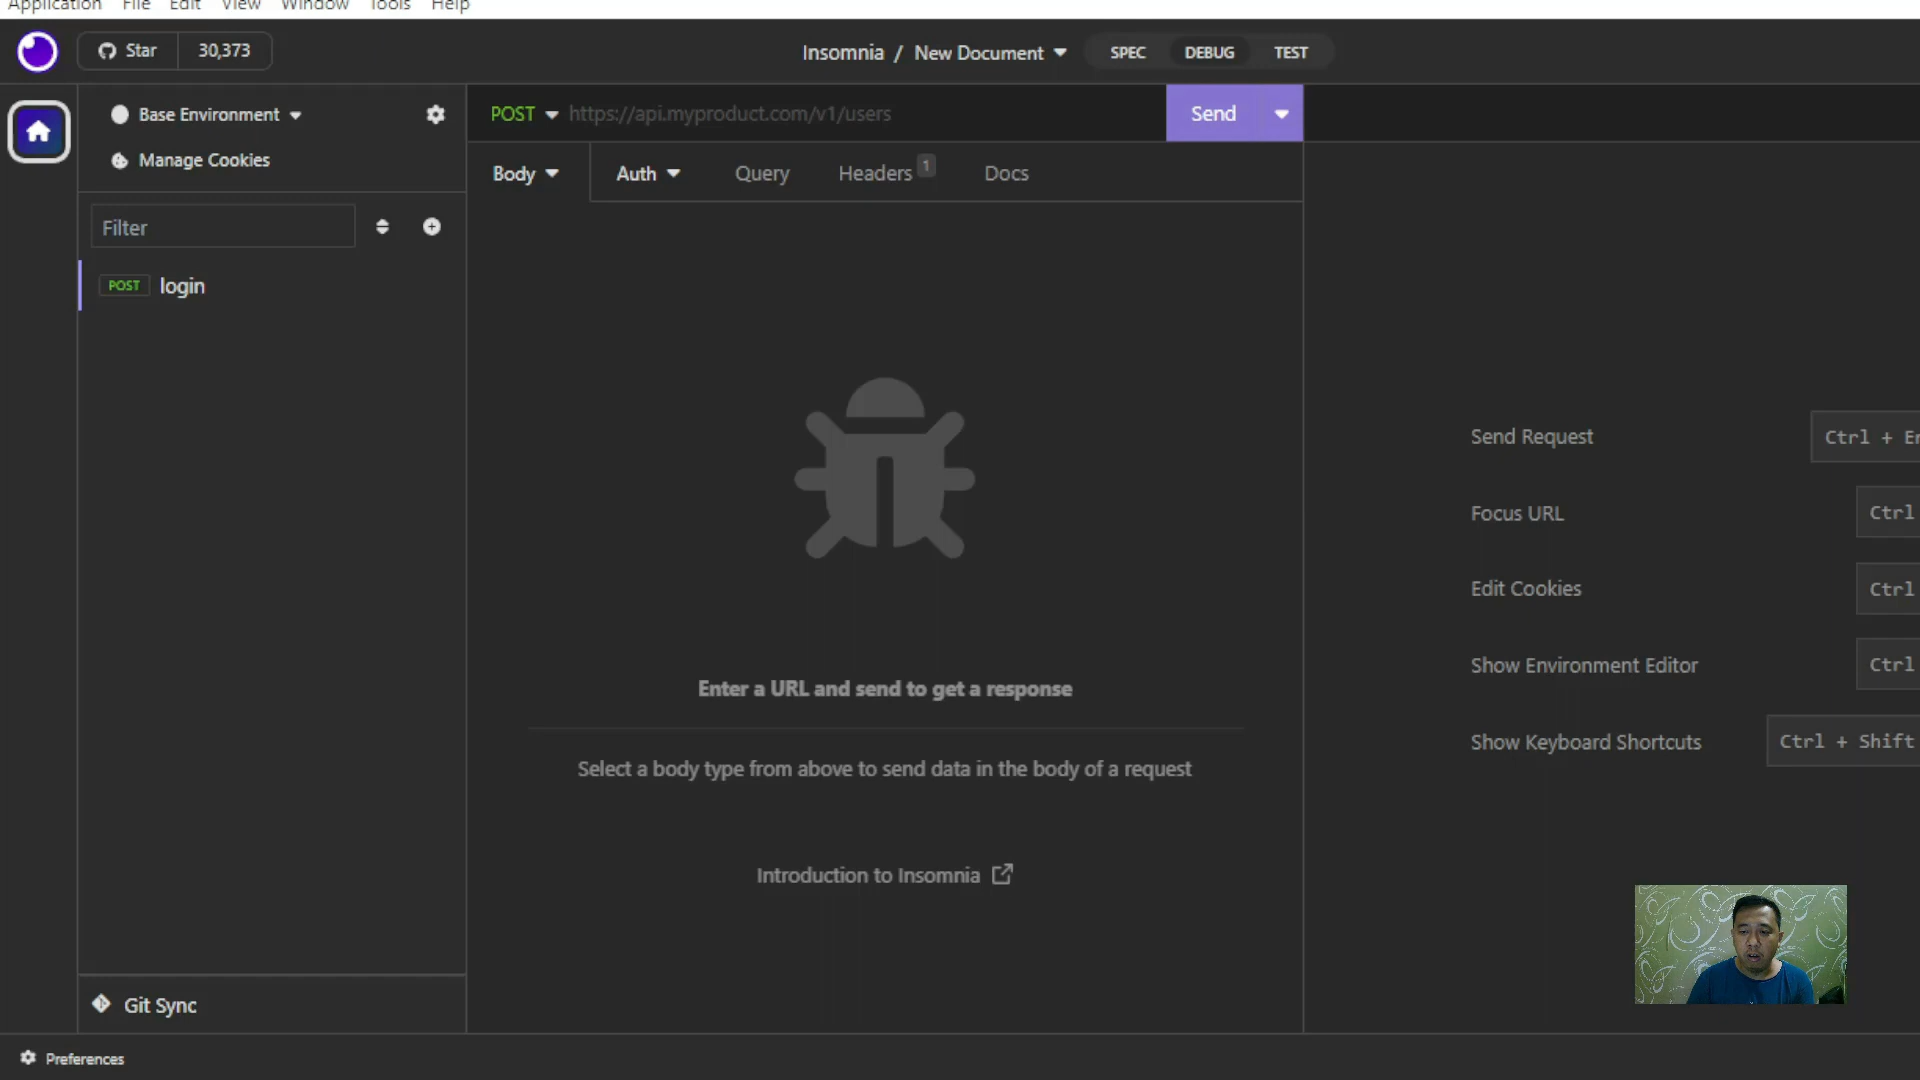 Application File Edit View Window Tools Help
Star 30,373
Insomnia / New Document
SPEC DEBUG TEST
Base Environment
POST https://api.myproduct.com/v1/users
Send
Manage Cookies
Body Auth Query Headers 1 Docs
Filter
POST login
Send Request Ctrl +
Focus URL Ctrl
Edit Cookies Ctrl
Show Environment Editor Ctrl
Enter a URL and send to get a response
Show Keyboard Shortcuts Ctrl + Shift
Select a body type from above to send data in the body of a request
Introduction to Insomnia
Git Sync
Preferences